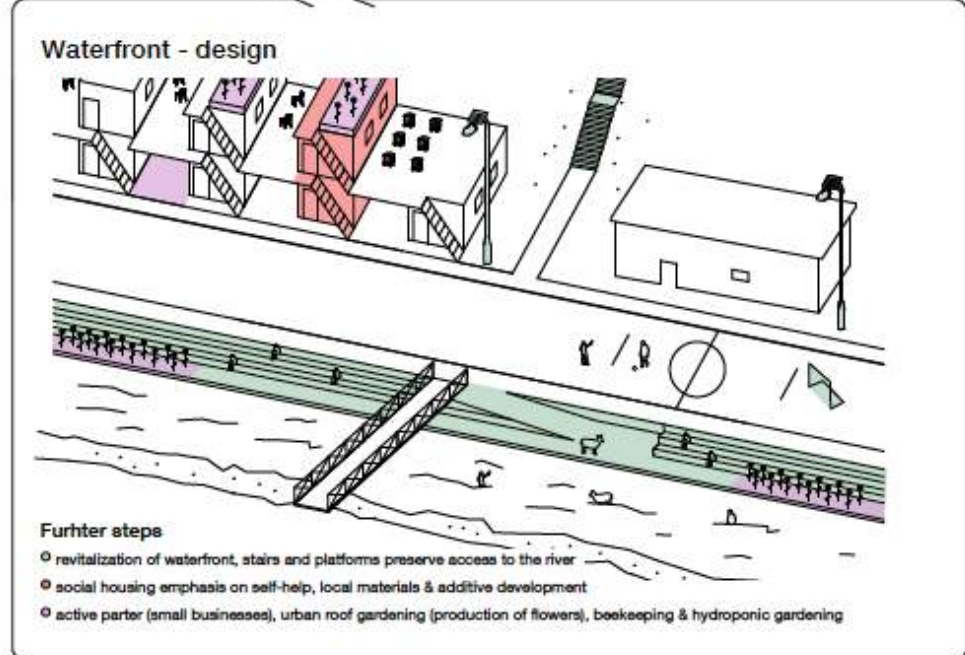 Waterfront - design
Furhter steps
revitalization of waterfront, stairs and platforms preserve access to the river
social housing emphasis on self-help, local materials & additive development
active parter (small businesses), urban roof gardening (production of flowers), beekeeping & hydroponic gardening